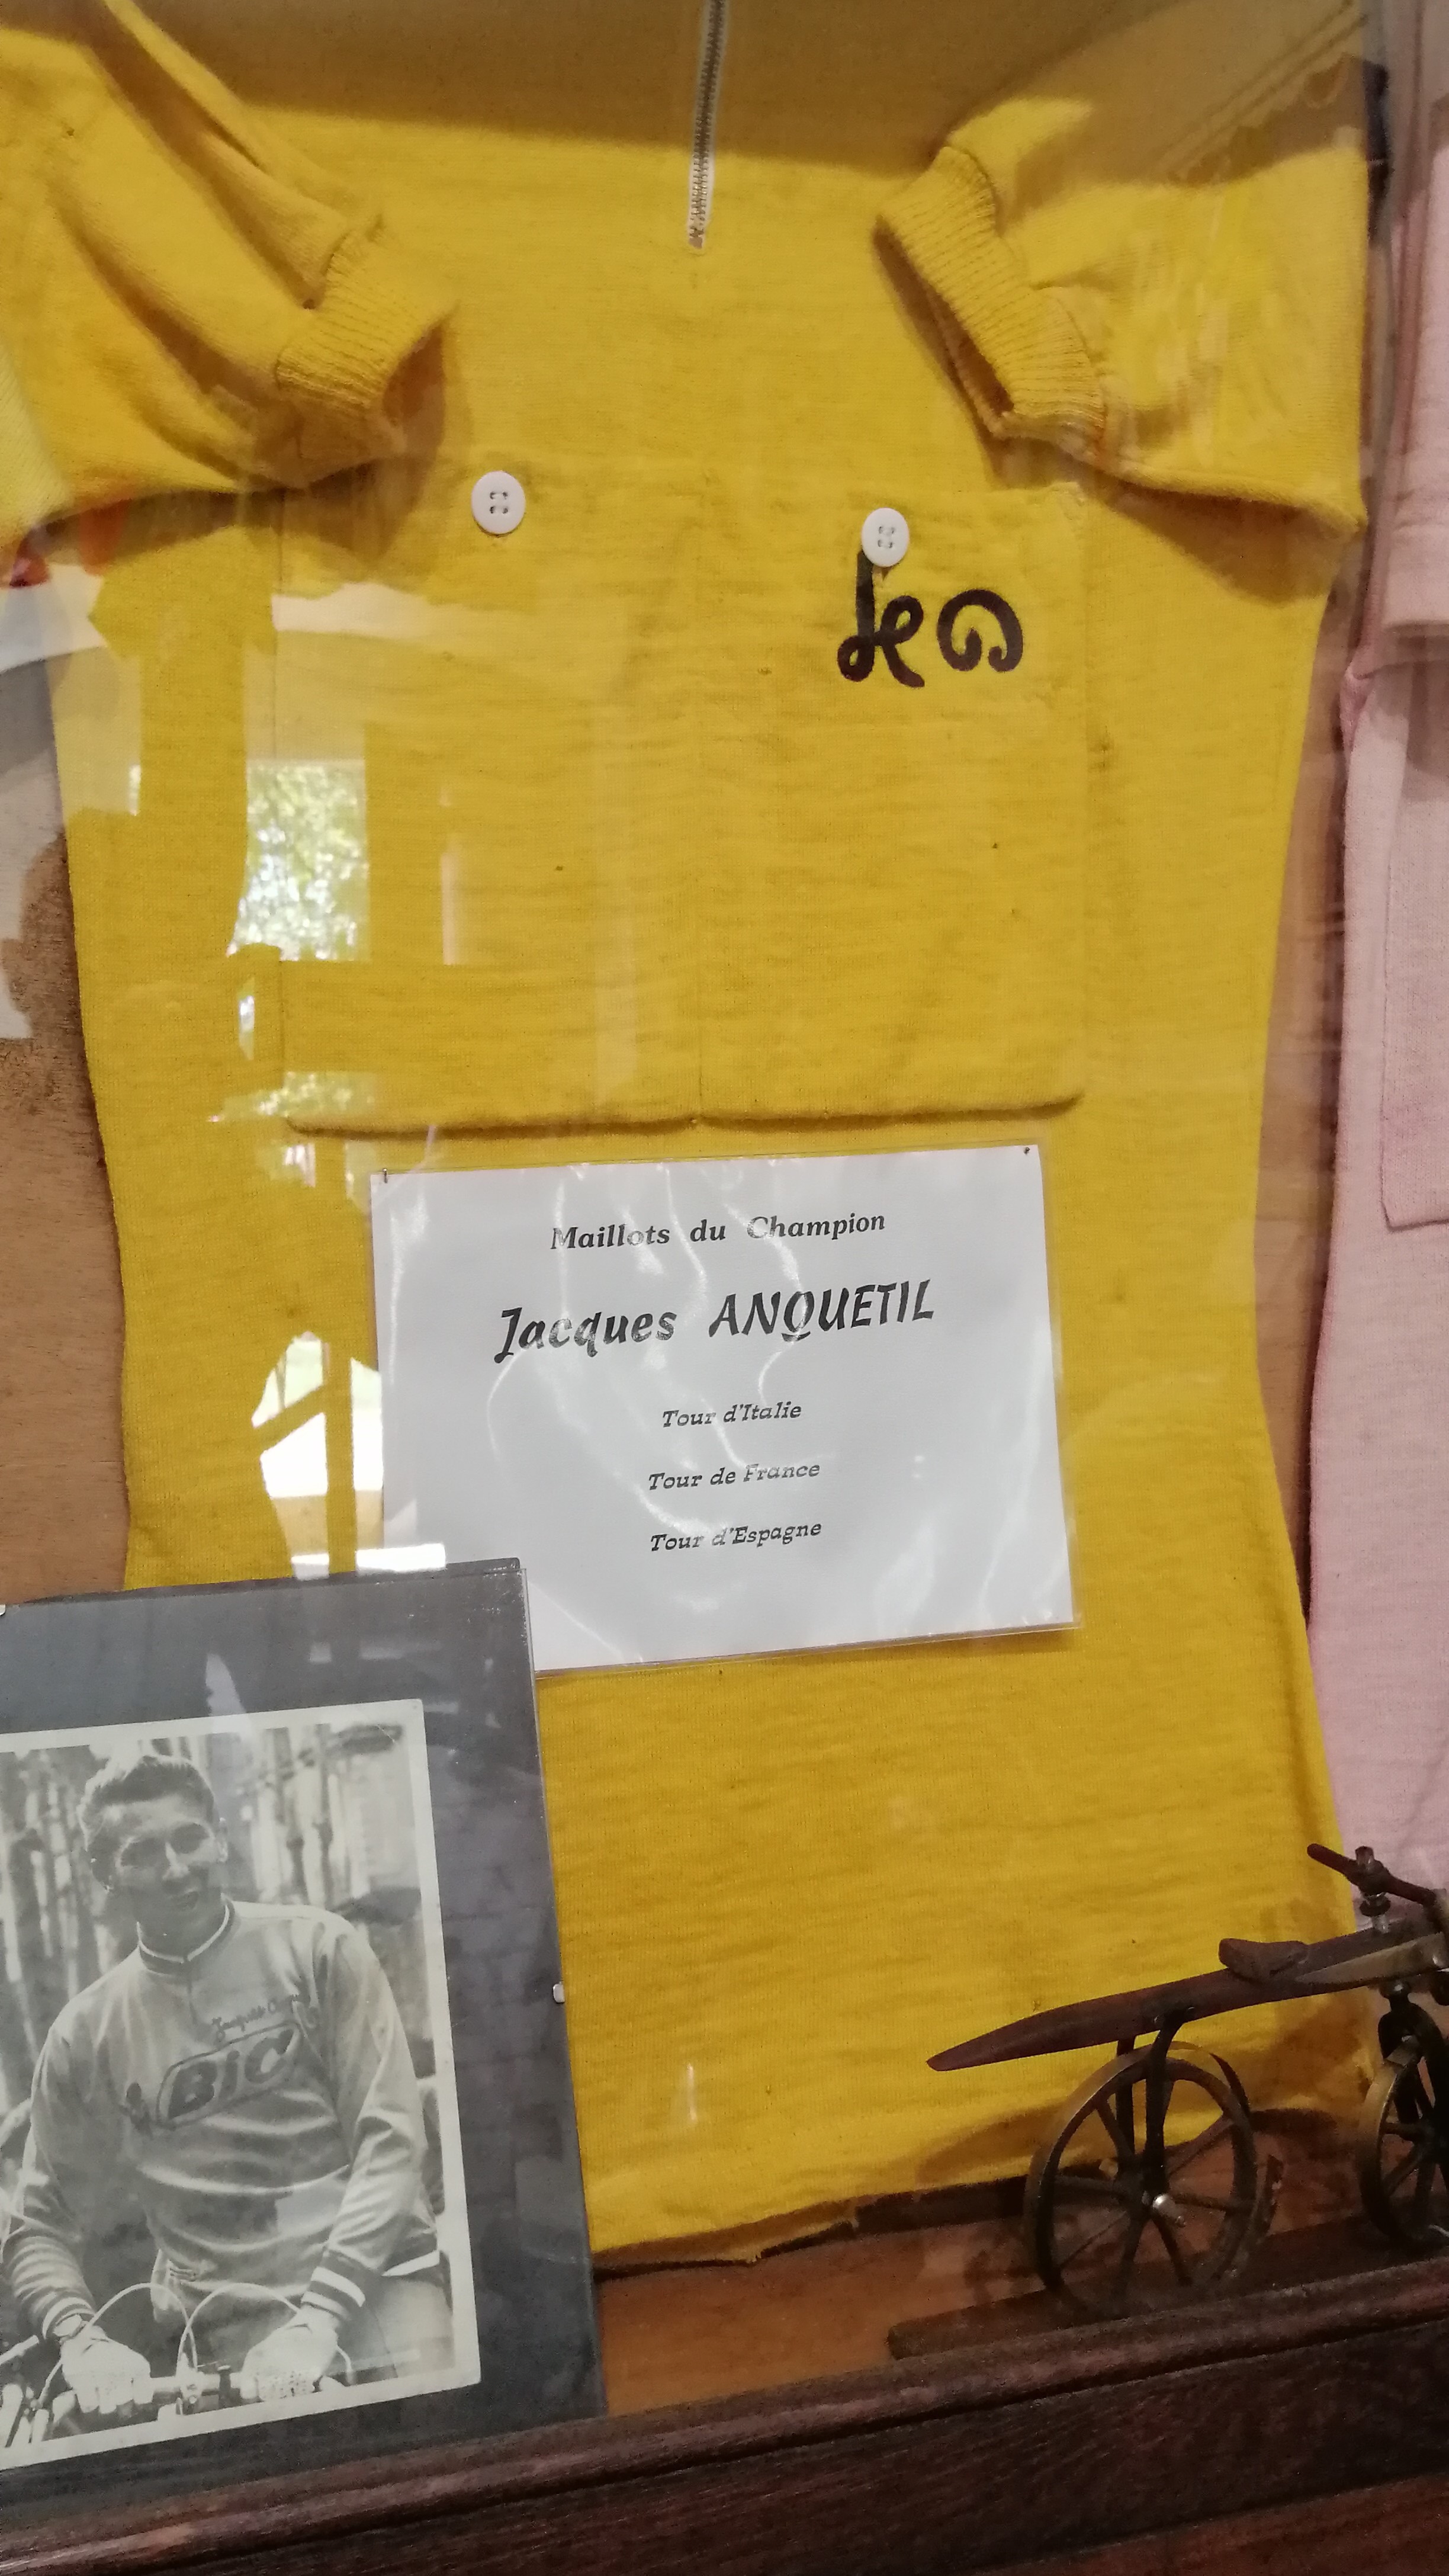 HD
Maillots du Champion
Jacques ANQUETIL
Tour d'Italie
Tour de France
Tour d'Espagne
BiC